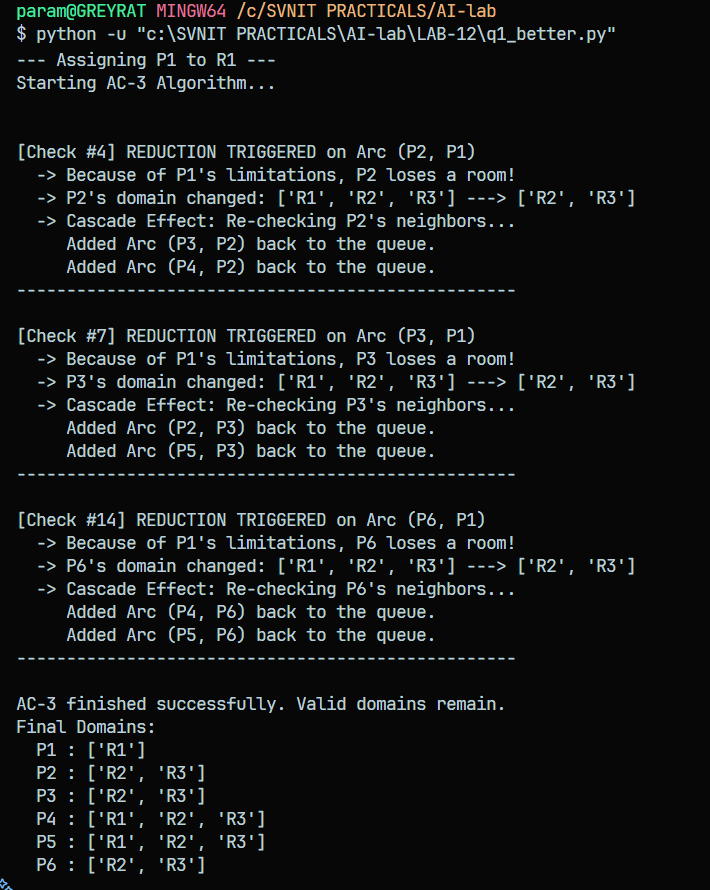 param@GREYRAT MINGW64 /c/SVNIT PRACTICALS/AI-lab
$ python -u "c:\SVNIT PRACTICALS\AI-lab\LAB-12\q1_better.py"
--- Assigning P1 to R1 ---
Starting AC-3 Algorithm...
[Check #4] REDUCTION TRIGGERED on Arc (P2, P1)
-> Because of P1's limitations, P2 loses a room!
-> P2's domain changed: ['R1', 'R2', 'R3'] ---> ['R2', 'R3']
-> Cascade Effect: Re-checking P2's neighbors...
Added Arc (P3, P2) back to the queue.
Added Arc (P4, P2) back to the queue.
--------------------------------------------------
[Check #7] REDUCTION TRIGGERED on Arc (P3, P1)
-> Because of P1's limitations, P3 loses a room!
-> P3's domain changed: ['R1', 'R2', 'R3'] ---> ['R2', 'R3']
-> Cascade Effect: Re-checking P3's neighbors...
Added Arc (P2, P3) back to the queue.
Added Arc (P5, P3) back to the queue.
--------------------------------------------------
[Check #14] REDUCTION TRIGGERED on Arc (P6, P1)
-> Because of P1's limitations, P6 loses a room!
-> P6's domain changed: ['R1', 'R2', 'R3'] ---> ['R2', 'R3']
-> Cascade Effect: Re-checking P6's neighbors...
Added Arc (P4, P6) back to the queue.
Added Arc (P5, P6) back to the queue.
--------------------------------------------------
AC-3 finished successfully. Valid domains remain.
Final Domains:
P1 : ['R1']
P2 : ['R2', 'R3']
P3 : ['R2', 'R3']
P4 : ['R1', 'R2', 'R3']
P5 : ['R1', 'R2', 'R3']
P6 : ['R2', 'R3']